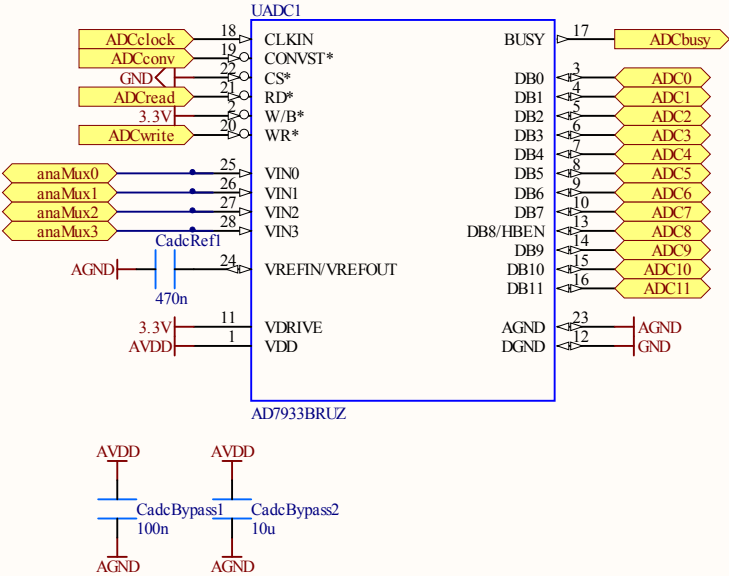 UADC1
ADCclock 18 CLKIN BUSY 17 ADCbusy
ADCconv 19 CONVST*
GND 22 CS* DB0 3 ADC0
ADCread 21 RD* DB1 4 ADC1
3.3V 2 W/B* DB2 5 ADC2
ADCwrite 20 WR* DB3 6 ADC3
DB4 7 ADC4
anaMux0 25 VIN0 DB5 8 ADC5
anaMux1 26 VIN1 DB6 9 ADC6
anaMux2 27 VIN2 DB7 10 ADC7
anaMux3 28 VIN3 DB8/HBEN 13 ADC8
CadcRef1 DB9 14 ADC9
AGND 24 VREFIN/VREFOUT DB10 15 ADC10
470n DB11 16 ADC11
3.3V 11 VDRIVE AGND 23 AGND
AVDD 1 VDD DGND 12 GND
AD7933BRUZ
AVDD AVDD
CadcBypass1 CadcBypass2
100n 10u
AGND AGND